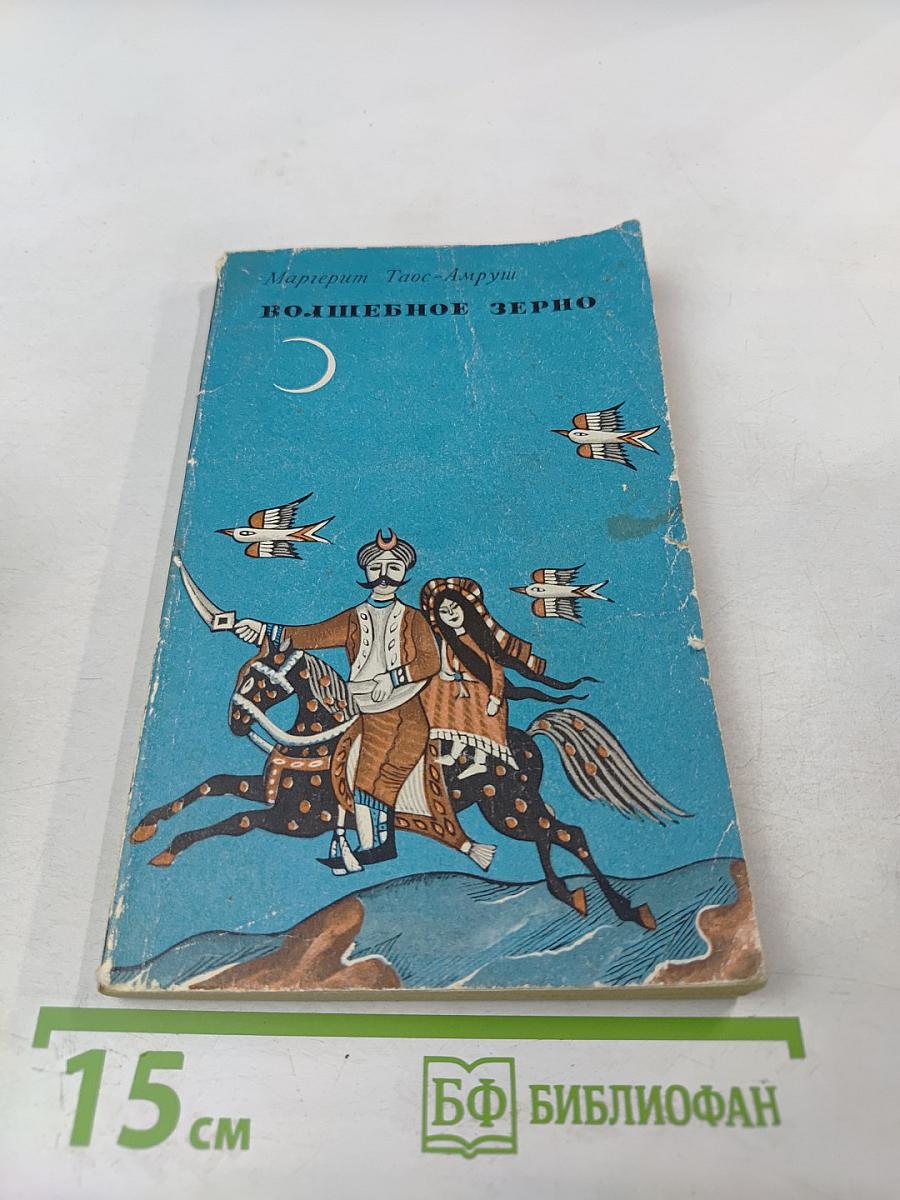 Маргерит Таос-Амруш
ВОЛШЕБНОЕ ЗЕРНО
15 см
БФ БИБЛИОФАН